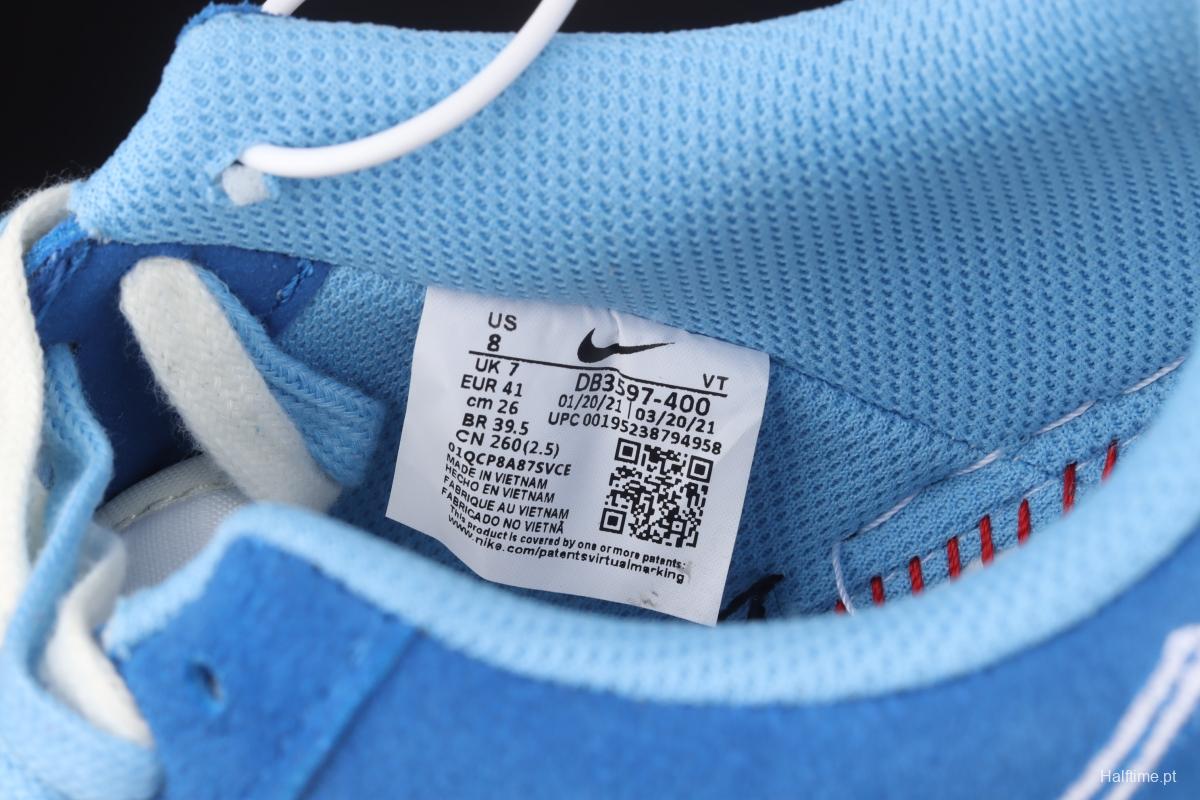 US
8
VT
UK 7
EUR 41
cm 26
BR 39.5
CN 260(2.5)
DB3597-400
01/20/21 03/20/21
UPC 00195238794958
01QCP8A87SVCE
MADE IN VIETNAM
HECHO EN VIETNAM
FABRIQUE AU VIETNAM
FABRICADO NO VIETNÃ
This product is covered by one or more patents:
www.nike.com/patentsvirtualmarking
Halftime.pt